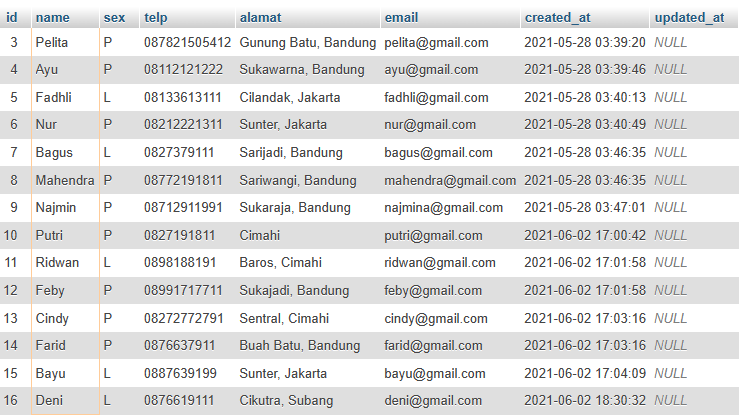 id name sex telp alamat email created_at updated_at
3 Pelita P 087821505412 Gunung Batu, Bandung pelita@gmail.com 2021-05-28 03:39:20 NULL
4 Ayu P 08112121222 Sukawarna, Bandung ayu@gmail.com 2021-05-28 03:39:46 NULL
5 Fadhli L 08133613111 Cilandak, Jakarta fadhli@gmail.com 2021-05-28 03:40:13 NULL
6 Nur P 08212221311 Sunter, Jakarta nur@gmail.com 2021-05-28 03:40:49 NULL
7 Bagus L 0827379111 Sarijadi, Bandung bagus@gmail.com 2021-05-28 03:46:35 NULL
8 Mahendra P 08772191811 Sariwangi, Bandung mahendra@gmail.com 2021-05-28 03:46:35 NULL
9 Najmin P 08712911991 Sukaraja, Bandung najmina@gmail.com 2021-05-28 03:47:01 NULL
10 Putri P 0827191811 Cimahi putri@gmail.com 2021-06-02 17:00:42 NULL
11 Ridwan L 0898188191 Baros, Cimahi ridwan@gmail.com 2021-06-02 17:01:58 NULL
12 Feby P 08991717711 Sukajadi, Bandung feby@gmail.com 2021-06-02 17:01:58 NULL
13 Cindy P 08272772791 Sentral, Cimahi cindy@gmail.com 2021-06-02 17:03:16 NULL
14 Farid P 0876637911 Buah Batu, Bandung farid@gmail.com 2021-06-02 17:03:16 NULL
15 Bayu L 0887639199 Sunter, Jakarta bayu@gmail.com 2021-06-02 17:04:09 NULL
16 Deni L 0876619111 Cikutra, Subang deni@gmail.com 2021-06-02 18:30:32 NULL